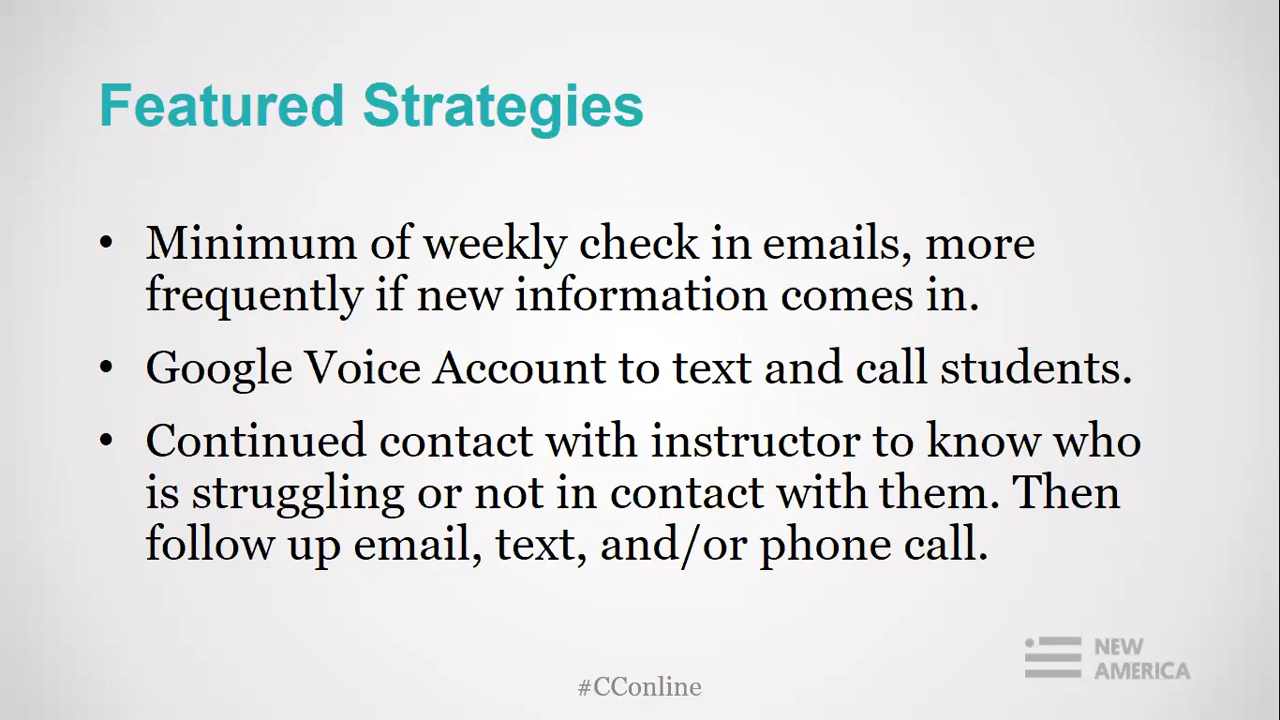 Featured Strategies
• Minimum of weekly check in emails, more
frequently if new information comes in.
• Google Voice Account to text and call students.
• Continued contact with instructor to know who
is struggling or not in contact with them. Then
follow up email, text, and/or phone call.
NEW
AMERICA
#CConline